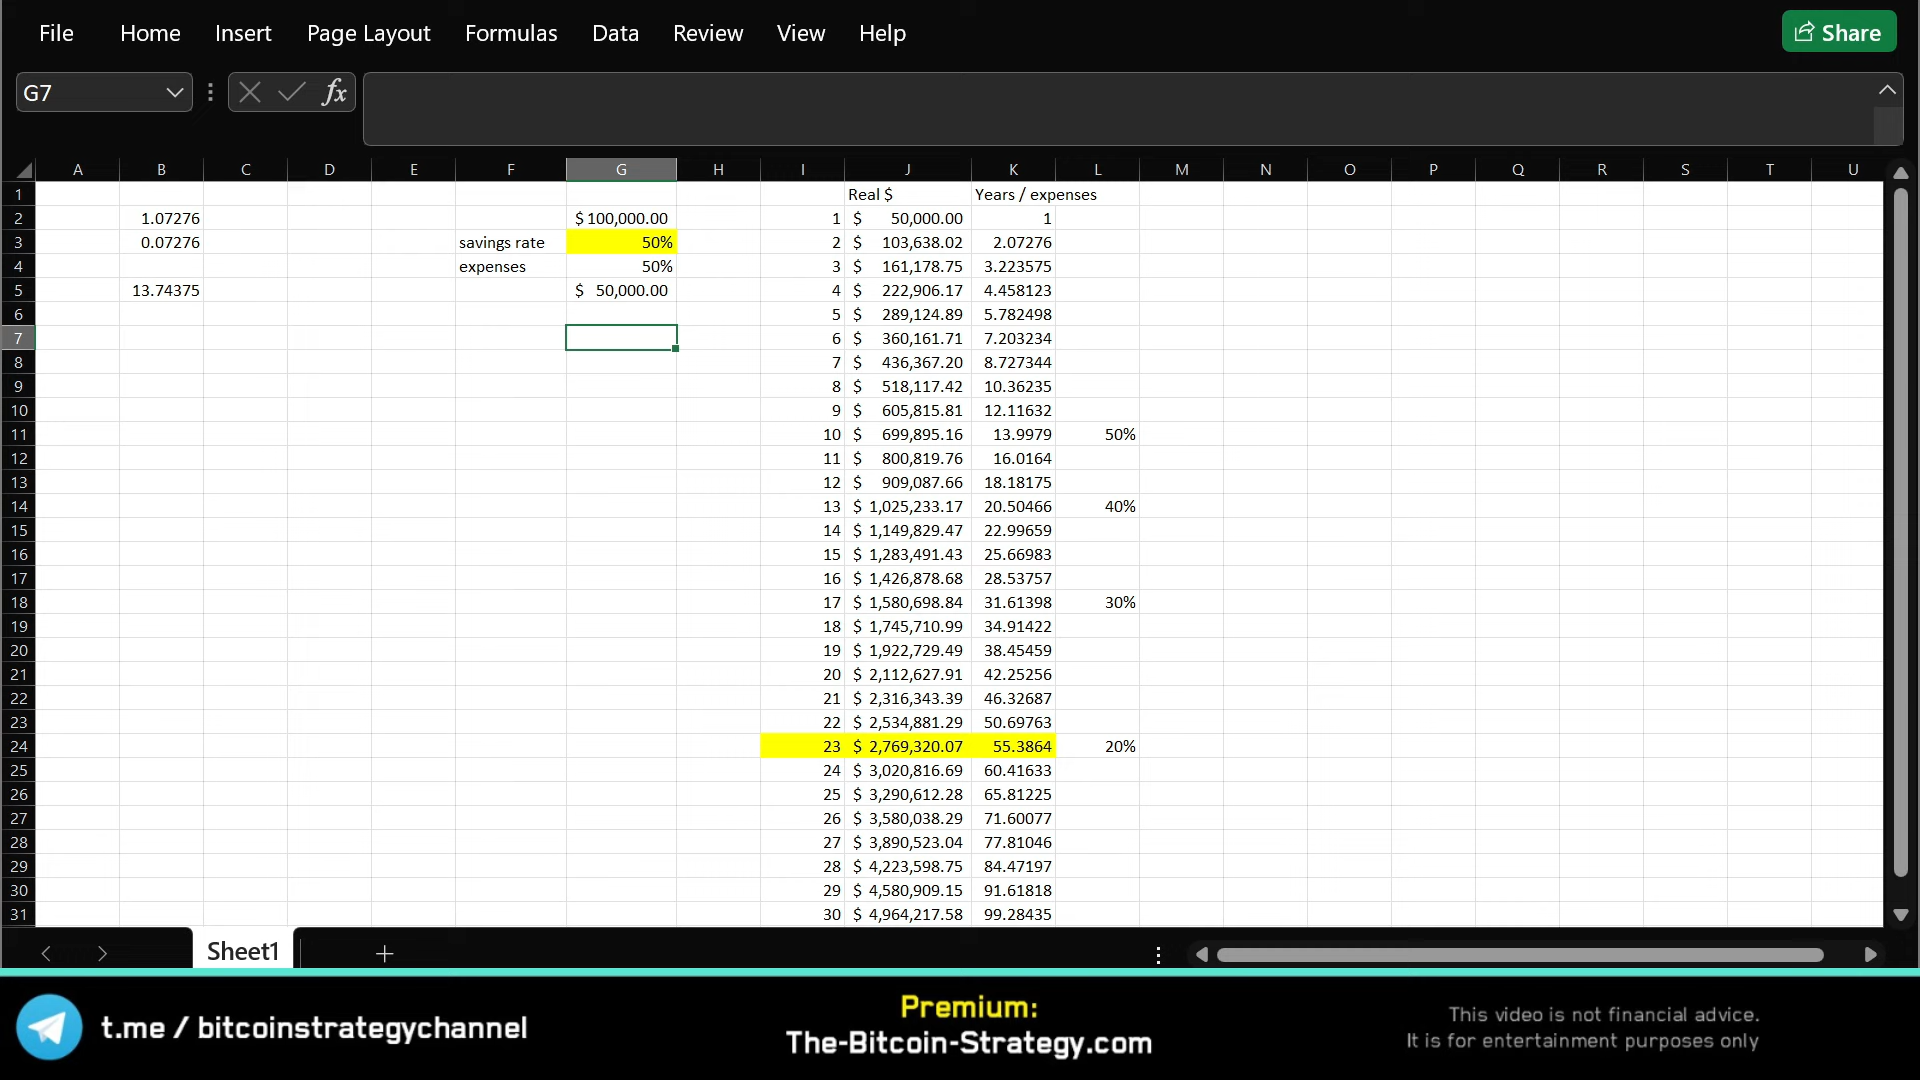 File Home Insert Page Layout Formulas Data Review View Help Share
G7 fx
A B C D E F G H I J K L M N O P Q R S T U
1 Real $ Years / expenses
2 1.07276 $ 100,000.00 1 $ 50,000.00 1
3 0.07276 savings rate 50% 2 $ 103,638.02 2.07276
4 expenses 50% 3 $ 161,178.75 3.223575
5 13.74375 $ 50,000.00 4 $ 222,906.17 4.458123
6 5 $ 289,124.89 5.782498
7 6 $ 360,161.71 7.203234
8 7 $ 436,367.20 8.727344
9 8 $ 518,117.42 10.36235
10 9 $ 605,815.81 12.11632
11 10 $ 699,895.16 13.9979 50%
12 11 $ 800,819.76 16.0164
13 12 $ 909,087.66 18.18175
14 13 $ 1,025,233.17 20.50466 40%
15 14 $ 1,149,829.47 22.99659
16 15 $ 1,283,491.43 25.66983
17 16 $ 1,426,878.68 28.53757
18 17 $ 1,580,698.84 31.61398 30%
19 18 $ 1,745,710.99 34.91422
20 19 $ 1,922,729.49 38.45459
21 20 $ 2,112,627.91 42.25256
22 21 $ 2,316,343.39 46.32687
23 22 $ 2,534,881.29 50.69763
24 23 $ 2,769,320.07 55.3864 20%
25 24 $ 3,020,816.69 60.41633
26 25 $ 3,290,612.28 65.81225
27 26 $ 3,580,038.29 71.60077
28 27 $ 3,890,523.04 77.81046
29 28 $ 4,223,598.75 84.47197
30 29 $ 4,580,909.15 91.61818
31 30 $ 4,964,217.58 99.28435
Sheet1
t.me / bitcoinstrategychannel
Premium:
The-Bitcoin-Strategy.com
This video is not financial advice.
It is for entertainment purposes only